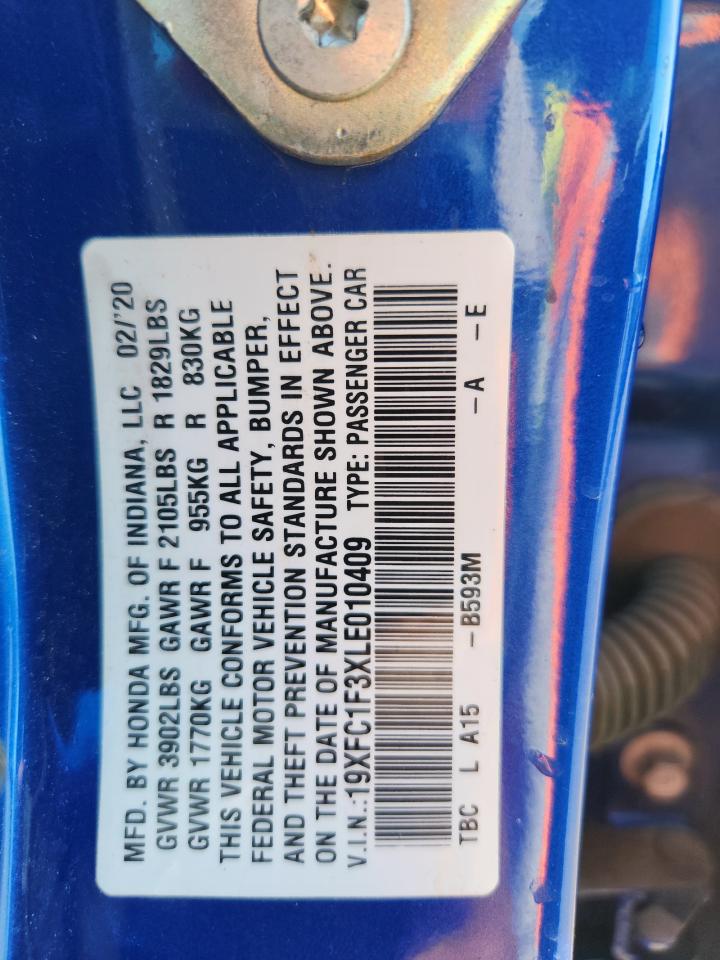 MFD. BY HONDA MFG. OF INDIANA, LLC 02/'20
GVWR 3902LBS GAWR F 2105LBS R 1829LBS
GVWR 1770KG GAWR F 955KG R 830KG
THIS VEHICLE CONFORMS TO ALL APPLICABLE
FEDERAL MOTOR VEHICLE SAFETY, BUMPER,
AND THEFT PREVENTION STANDARDS IN EFFECT
ON THE DATE OF MANUFACTURE SHOWN ABOVE.
V.I.N.:19XFC1F3XLE010409 TYPE: PASSENGER CAR
TBC L A15 -B593M -A -E